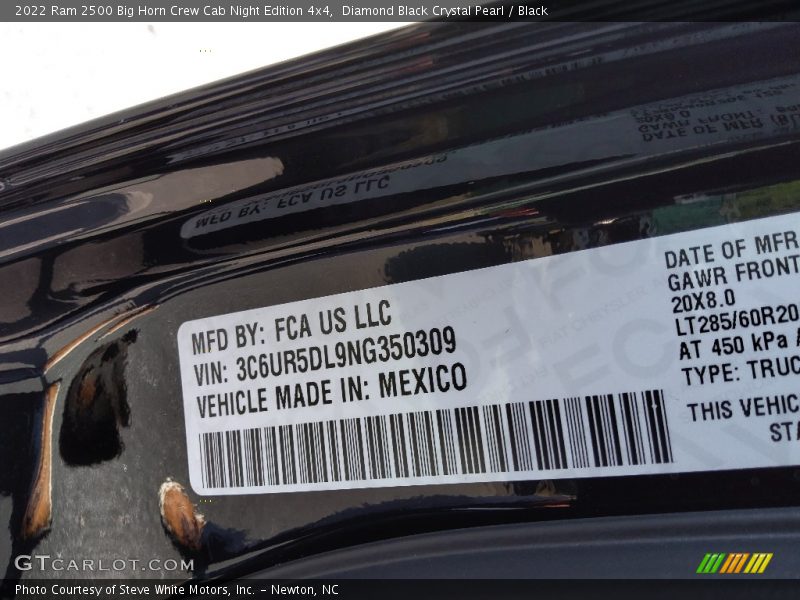 2022 Ram 2500 Big Horn Crew Cab Night Edition 4x4,  Diamond Black Crystal Pearl / Black
MFD BY: FCA US LLC
MFD BY: FCA US LLC
VIN: 3C6UR5DL9NG350309
VEHICLE MADE IN: MEXICO
DATE OF MFR
GAWR FRONT
20X8.0
LT285/60R20
AT 450 kPa A
TYPE: TRUC
THIS VEHIC
STA
GTCARLOT.COM
Photo Courtesy of Steve White Motors, Inc. – Newton, NC